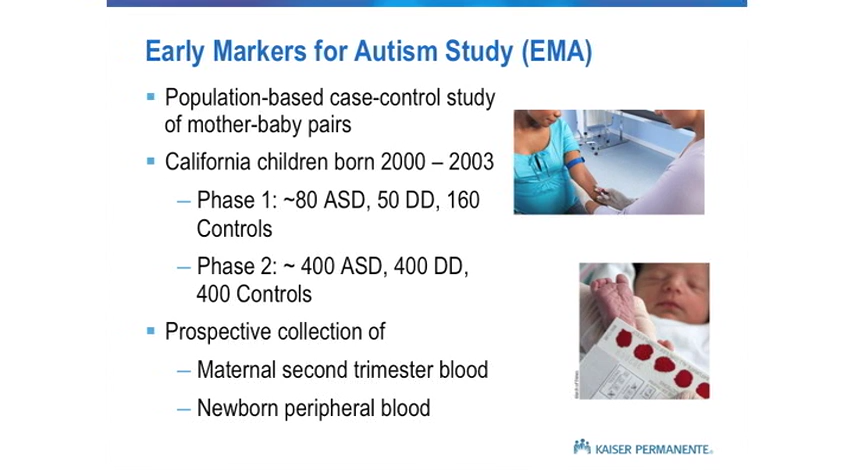 Early Markers for Autism Study (EMA)
▪ Population-based case-control study
of mother-baby pairs
▪ California children born 2000 – 2003
– Phase 1: ~80 ASD, 50 DD, 160
Controls
– Phase 2: ~ 400 ASD, 400 DD,
400 Controls
▪ Prospective collection of
– Maternal second trimester blood
– Newborn peripheral blood
KAISER PERMANENTE®